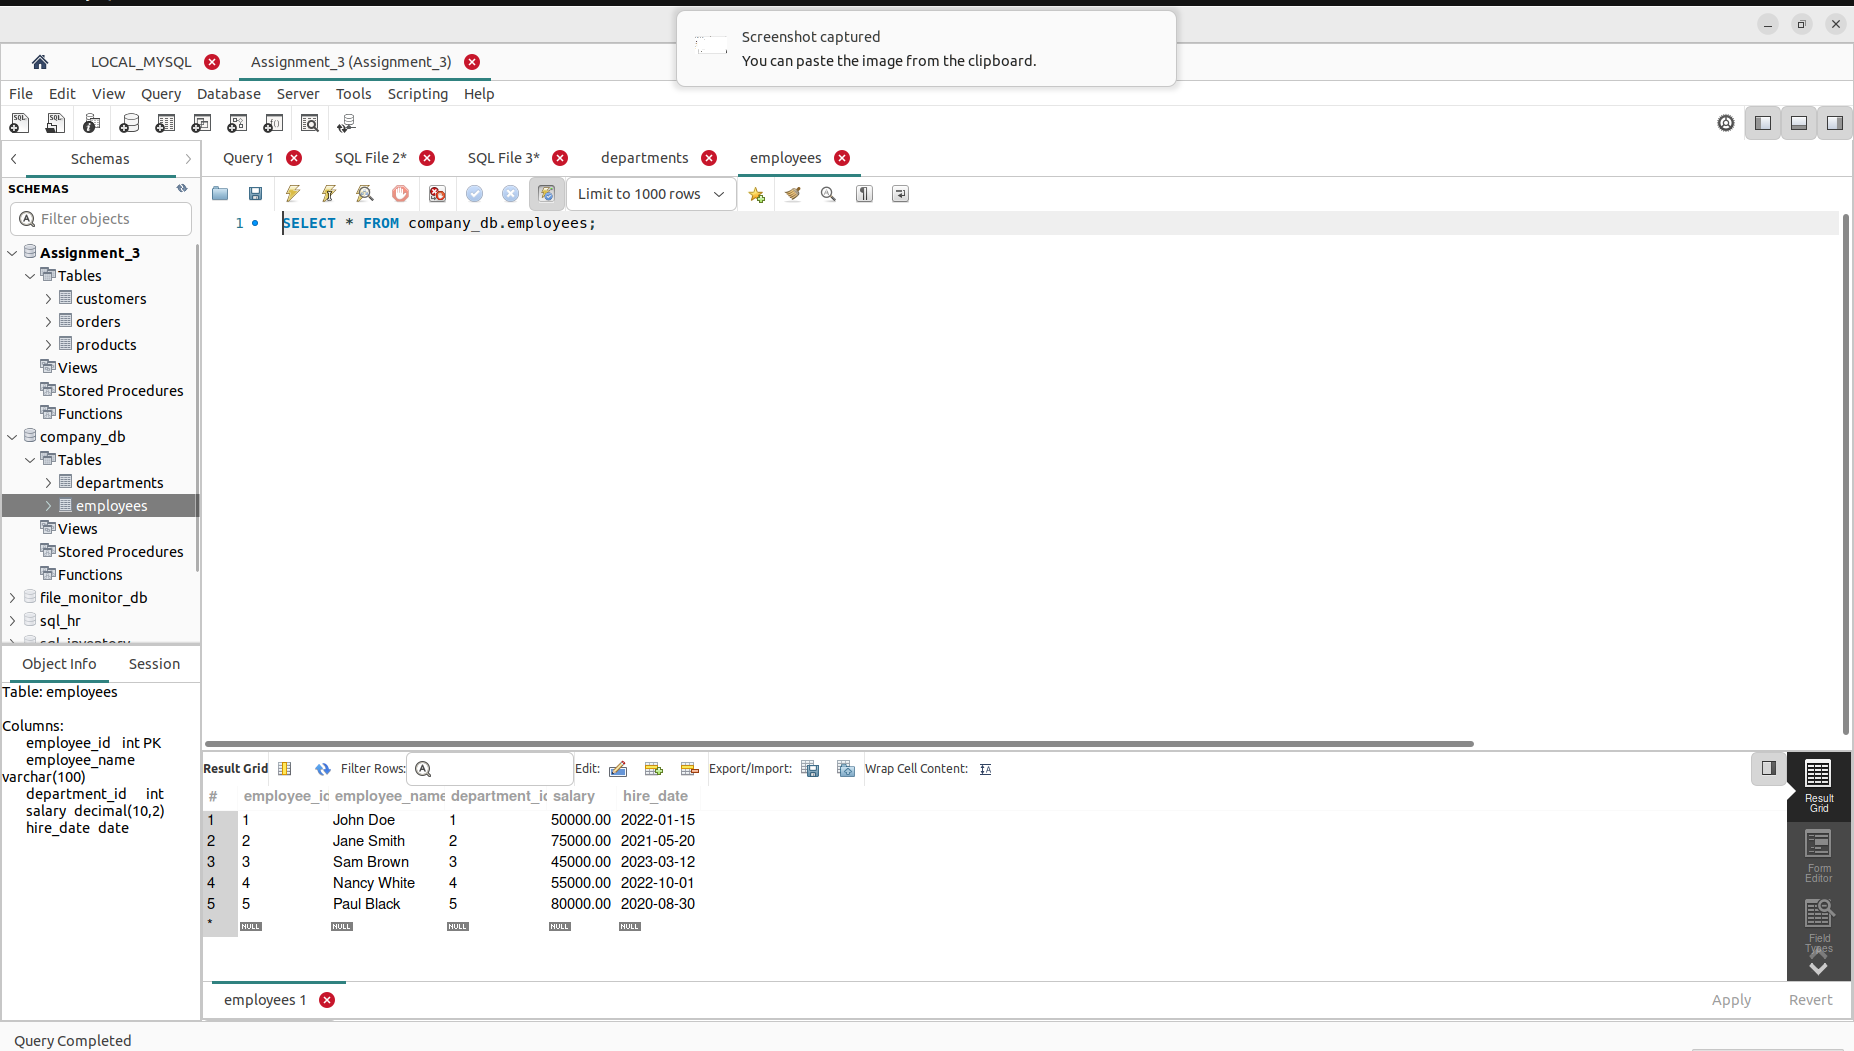 Screenshot captured
You can paste the image from the clipboard.
LOCAL_MYSQL
Assignment_3 (Assignment_3)
File Edit View Query Database Server Tools Scripting Help
Schemas
Query 1
SQL File 2*
SQL File 3*
departments
employees
SCHEMAS
Filter objects
Limit to 1000 rows
1
SELECT * FROM company_db.employees;
Assignment_3
Tables
customers
orders
products
Views
Stored Procedures
Functions
company_db
Tables
departments
employees
Views
Stored Procedures
Functions
file_monitor_db
sql_hr
sql_inventory
Object Info
Session
Table: employees
Columns:
employee_id int PK
employee_name
varchar(100)
department_id int
salary decimal(10,2)
hire_date date
Result Grid
Filter Rows:
Edit:
Export/Import:
Wrap Cell Content:
# employee_id employee_name department_id salary hire_date
1 1 John Doe 1 50000.00 2022-01-15
2 2 Jane Smith 2 75000.00 2021-05-20
3 3 Sam Brown 3 45000.00 2023-03-12
4 4 Nancy White 4 55000.00 2022-10-01
5 5 Paul Black 5 80000.00 2020-08-30
* NULL NULL NULL NULL NULL
Result
Grid
Form
Editor
Field
Types
employees 1
Apply
Revert
Query Completed